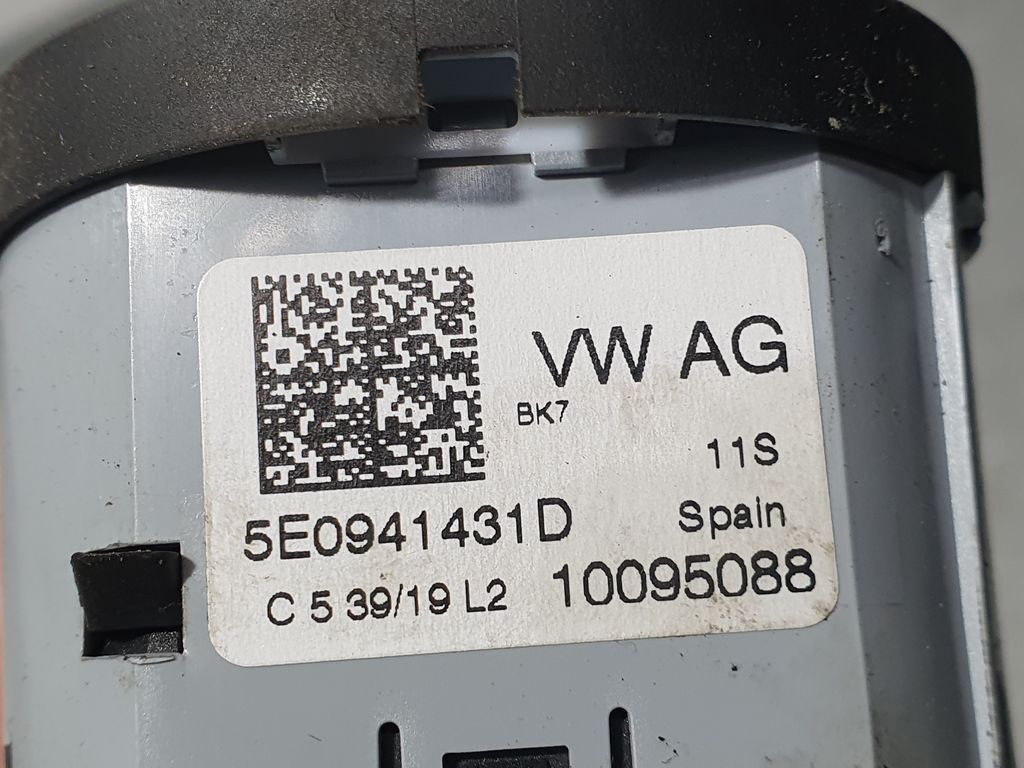 VW AG
BK7
11S
5E0941431D Spain
C 5 39/19 L2 10095088